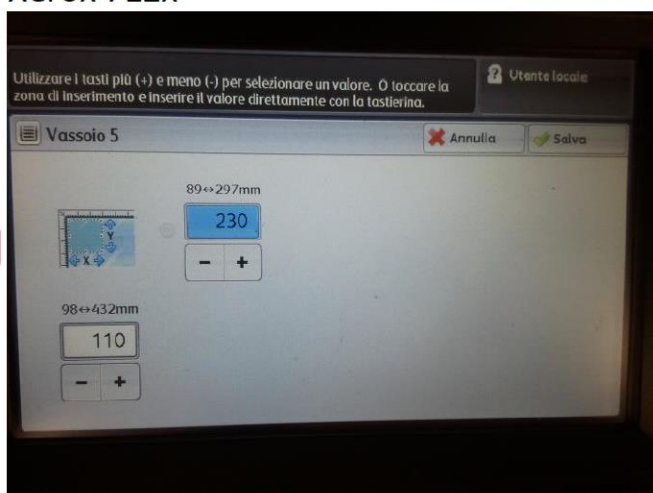 Utilizzare i tasti più (+) e meno (-) per selezionare un valore. O toccare la
zona di inserimento e inserire il valore direttamente con la tastierina.
Utente locale
Vassoio 5
Annulla
Salva
89↔297mm
230
Y
X
- +
98↔432mm
110
- +